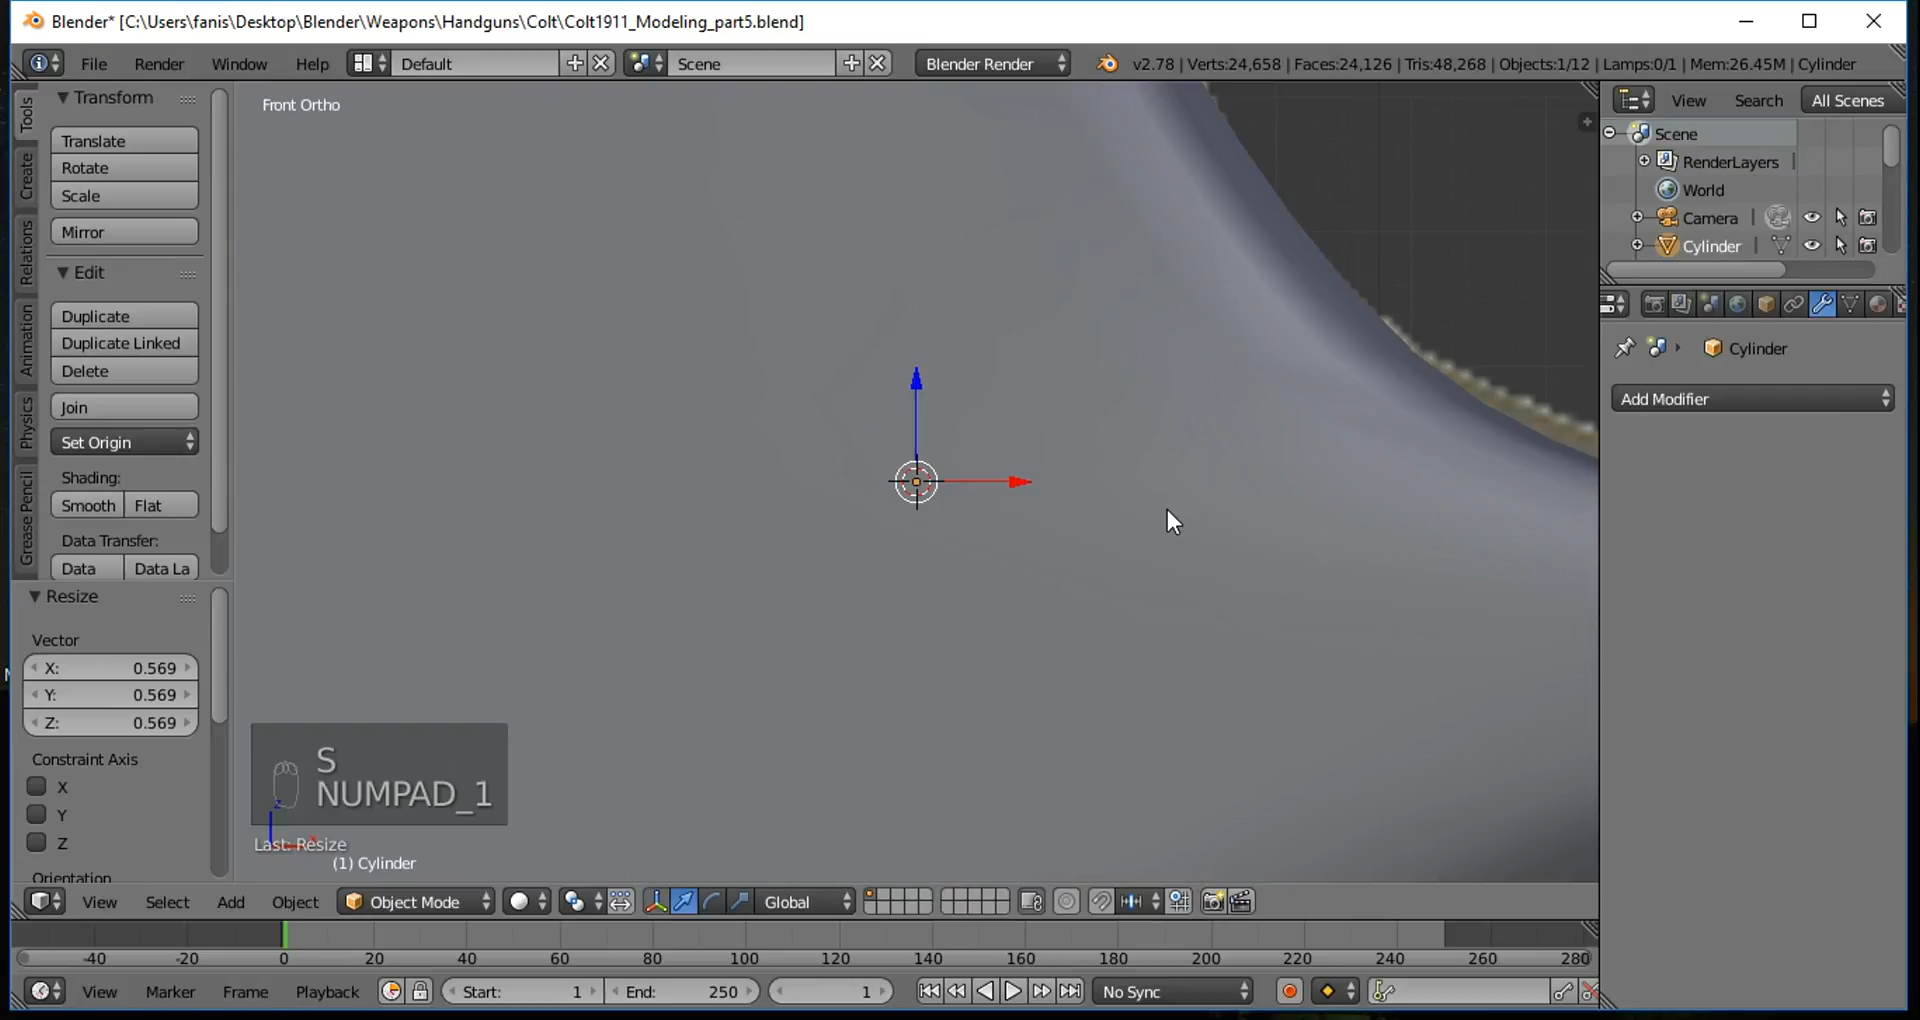 Blender* [C:\Users\fanis\Desktop\Blender\Weapons\Handguns\Colt\Colt1911_Modeling_part5.blend]
File Render Window Help Default Scene Blender Render v2.78 | Verts:24,658 | Faces:24,126 | Tris:48,268 | Objects:1/12 | Lamps:0/1 | Mem:26.45M | Cylinder
Tools
Create
Relations
Animation
Physics
Grease Pencil
Transform
Translate
Rotate
Scale
Mirror
Edit
Duplicate
Duplicate Linked
Delete
Join
Set Origin
Shading:
Smooth Flat
Data Transfer:
Data Data La
Resize
Vector
X: 0.569
Y: 0.569
Z: 0.569
Constraint Axis
X
Y
Z
Orientation
Front Ortho
S
NUMPAD_1
z
x
Last: Resize
(1) Cylinder
View Search All Scenes
Scene
RenderLayers
World
Camera
Cylinder
Cylinder
Add Modifier
View Select Add Object Object Mode Global
-40 -20 0 20 40 60 80 100 120 140 160 180 200 220 240 260 280
View Marker Frame Playback Start: 1 End: 250 1 No Sync